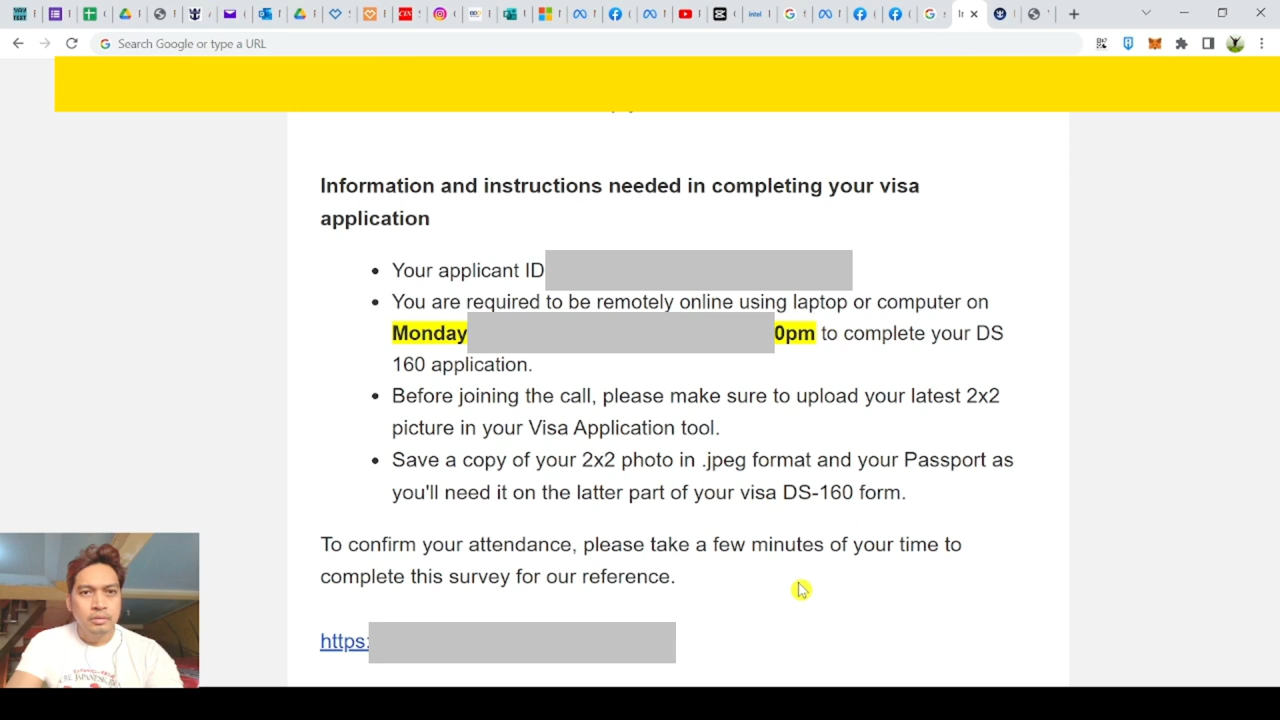 Search Google or type a URL
Information and instructions needed in completing your visa
application
• Your applicant ID
• You are required to be remotely online using laptop or computer on
Monday 0pm to complete your DS
160 application.
• Before joining the call, please make sure to upload your latest 2x2
picture in your Visa Application tool.
• Save a copy of your 2x2 photo in .jpeg format and your Passport as
you'll need it on the latter part of your visa DS-160 form.
To confirm your attendance, please take a few minutes of your time to
complete this survey for our reference.
https: